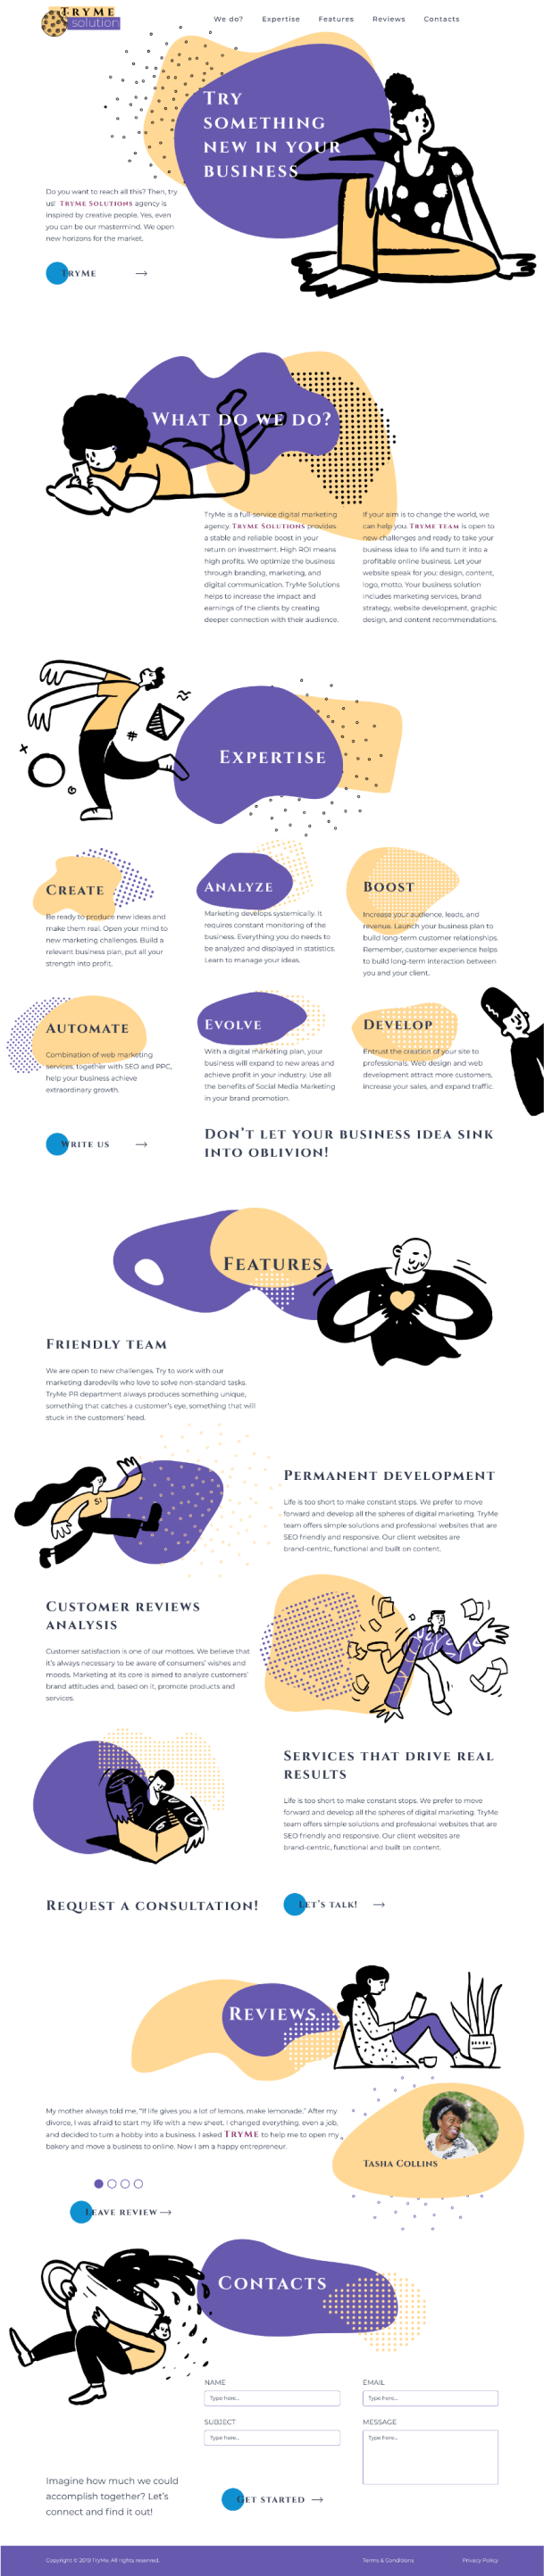 TRYME
solution
We do?
Expertise
Features
Reviews
Contacts
TRY
SOMETHING
NEW IN YOUR
BUSINESS
Do you want to reach all this? Then, try
us! TRYME SOLUTIONS agency is
inspired by creative people. Yes, even
you can be our mastermind. We open
new horizons for the market.
TRYME
WHAT DO WE DO?
TryMe is a full-service digital marketing
agency. TRYME SOLUTIONS provides
a stable and reliable boost in your
return on investment. High ROI means
high profits. We optimize the business
through branding, marketing, and
digital communication. TryMe Solutions
helps to increase the impact and
earnings of the clients by creating
deeper connection with their audience.
If your aim is to change the world, we
can help you. TRYME TEAM is open to
new challenges and ready to take your
business idea to life and turn it into a
profitable online business. Let your
website speak for you: design, content,
logo, motto. Your business solution
includes marketing services, brand
strategy, website development, graphic
design, and content recommendations.
EXPERTISE
CREATE
Be ready to produce new ideas and
make them real. Open your mind to
new marketing challenges. Build a
relevant business plan, put all your
strength into profit.
ANALYZE
Marketing develops systemically. It
requires constant monitoring of the
business. Everything you do needs to
be analyzed and displayed in statistics.
Learn to manage your ideas.
BOOST
Increase your audience, leads, and
revenue. Launch your business plan to
build long-term customer relationships.
Remember, customer experience helps
to build long-term interaction between
you and your client.
AUTOMATE
Combination of web marketing
services, together with SEO and PPC,
help your business achieve
extraordinary growth.
EVOLVE
With a digital marketing plan, your
business will expand to new areas and
achieve profit in your industry. Use all
the benefits of Social Media Marketing
in your brand promotion.
DEVELOP
Entrust the creation of your site to
professionals. Web design and web
development attract more customers,
increase your sales, and expand traffic.
WRITE US
DON'T LET YOUR BUSINESS IDEA SINK
INTO OBLIVION!
FEATURES
FRIENDLY TEAM
We are open to new challenges. Try to work with our
marketing daredevils who love to solve non-standard tasks.
TryMe PR department always produces something unique,
something that catches a customer's eye, something that will
stuck in the customers' head.
PERMANENT DEVELOPMENT
Life is too short to make constant stops. We prefer to move
forward and develop all the spheres of digital marketing. TryMe
team offers simple solutions and professional websites that are
SEO friendly and responsive. Our client websites are
brand-centric, functional and built on content.
CUSTOMER REVIEWS
ANALYSIS
Customer satisfaction is one of our mottoes. We believe that
it's always necessary to be aware of consumers' wishes and
moods. Marketing at its core is aimed to analyze customers'
brand attitudes and, based on it, promote products and
services.
SERVICES THAT DRIVE REAL
RESULTS
Life is too short to make constant stops. We prefer to move
forward and develop all the spheres of digital marketing. TryMe
team offers simple solutions and professional websites that are
SEO friendly and responsive. Our client websites are
brand-centric, functional and built on content.
REQUEST A CONSULTATION!
LET'S TALK!
REVIEWS
My mother always told me, "If life gives you a lot of lemons, make lemonade." After my
divorce, I was afraid to start my life with a new sheet. I changed everything, even a job,
and decided to turn a hobby into a business. I asked TRYME to help me to open my
bakery and move a business to online. Now I am a happy entrepreneur.
TASHA COLLINS
LEAVE REVIEW
CONTACTS
NAME
Type here...
EMAIL
Type here...
SUBJECT
Type here...
MESSAGE
Type here...
Imagine how much we could
accomplish together? Let's
connect and find it out!
GET STARTED
Copyright © 2019 TryMe. All rights reserved.
Terms & Conditions
Privacy Policy